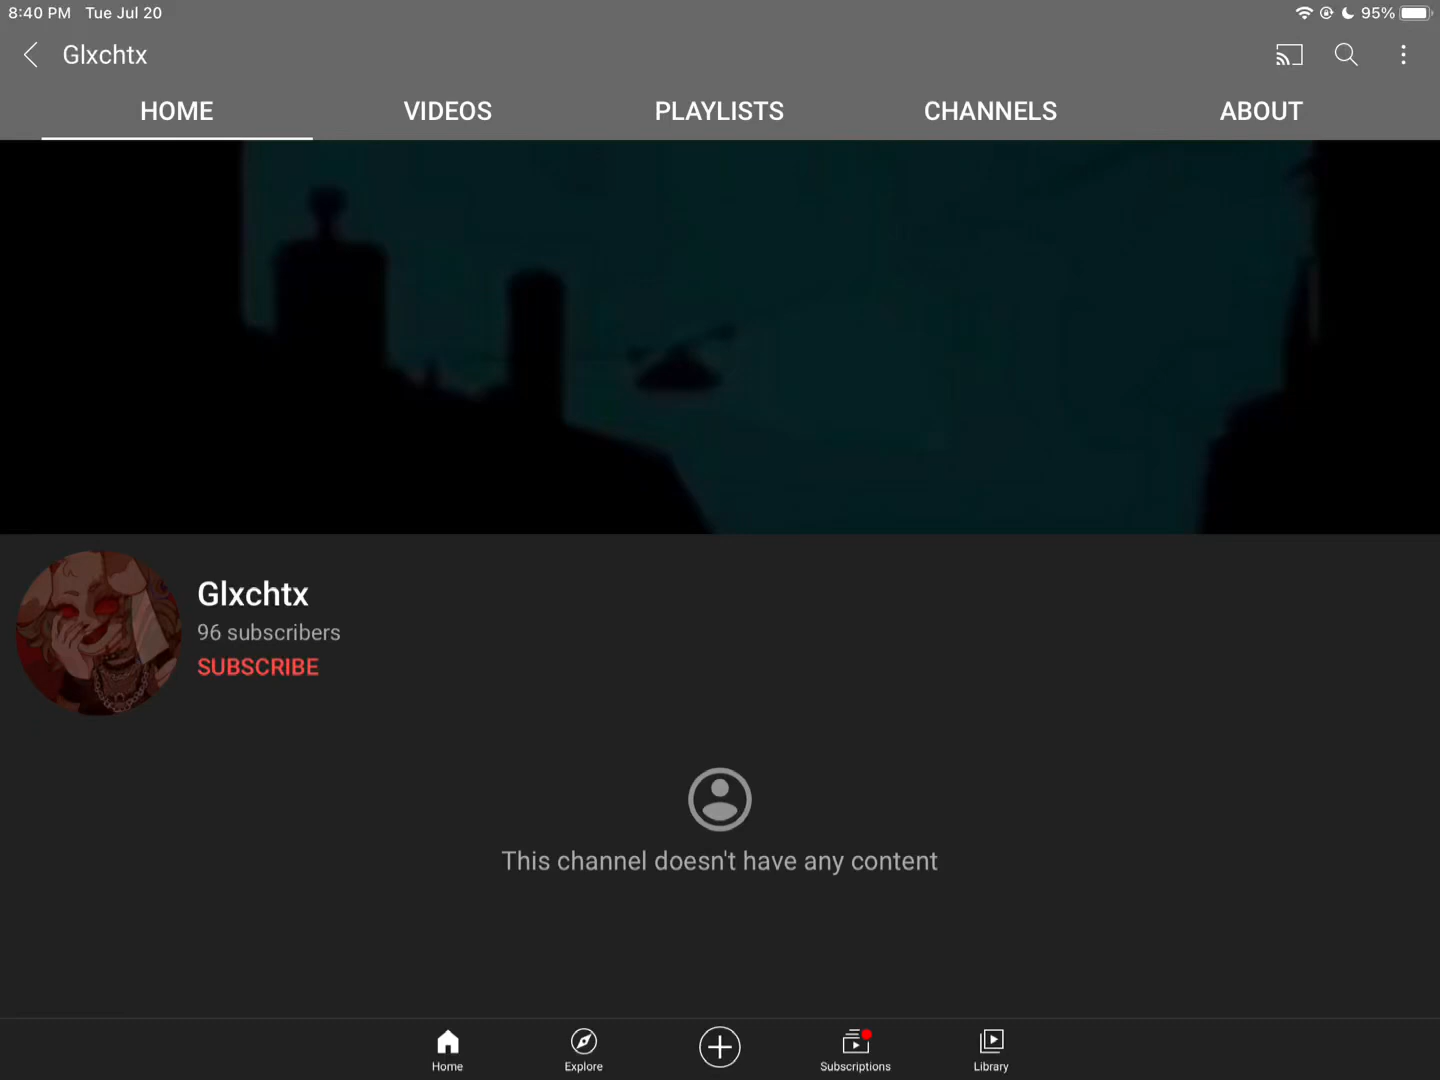 8:40 PM Tue Jul 20 95%
Glxchtx
HOME VIDEOS PLAYLISTS CHANNELS ABOUT
Glxchtx
96 subscribers
SUBSCRIBE
This channel doesn't have any content
Home Explore Subscriptions Library